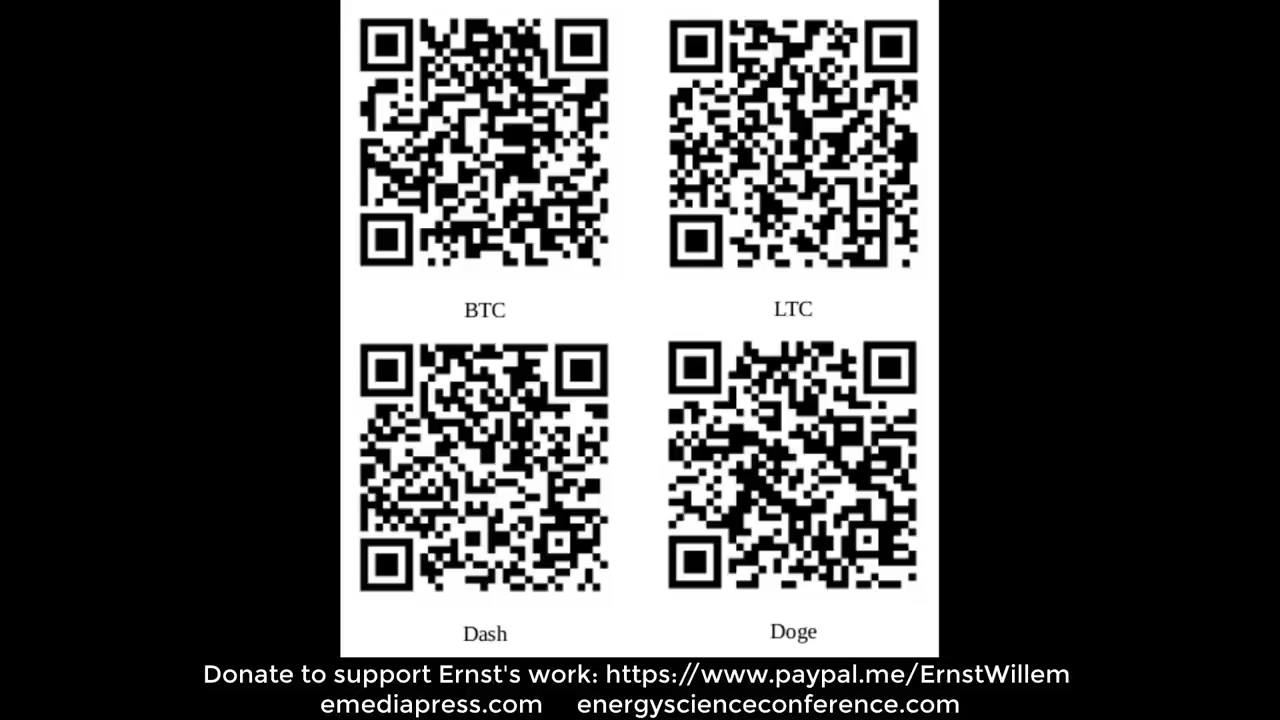 BTC
LTC
Dash
Doge
Donate to support Ernst's work: https://www.paypal.me/ErnstWillem
emediapress.com energyscienceconference.com